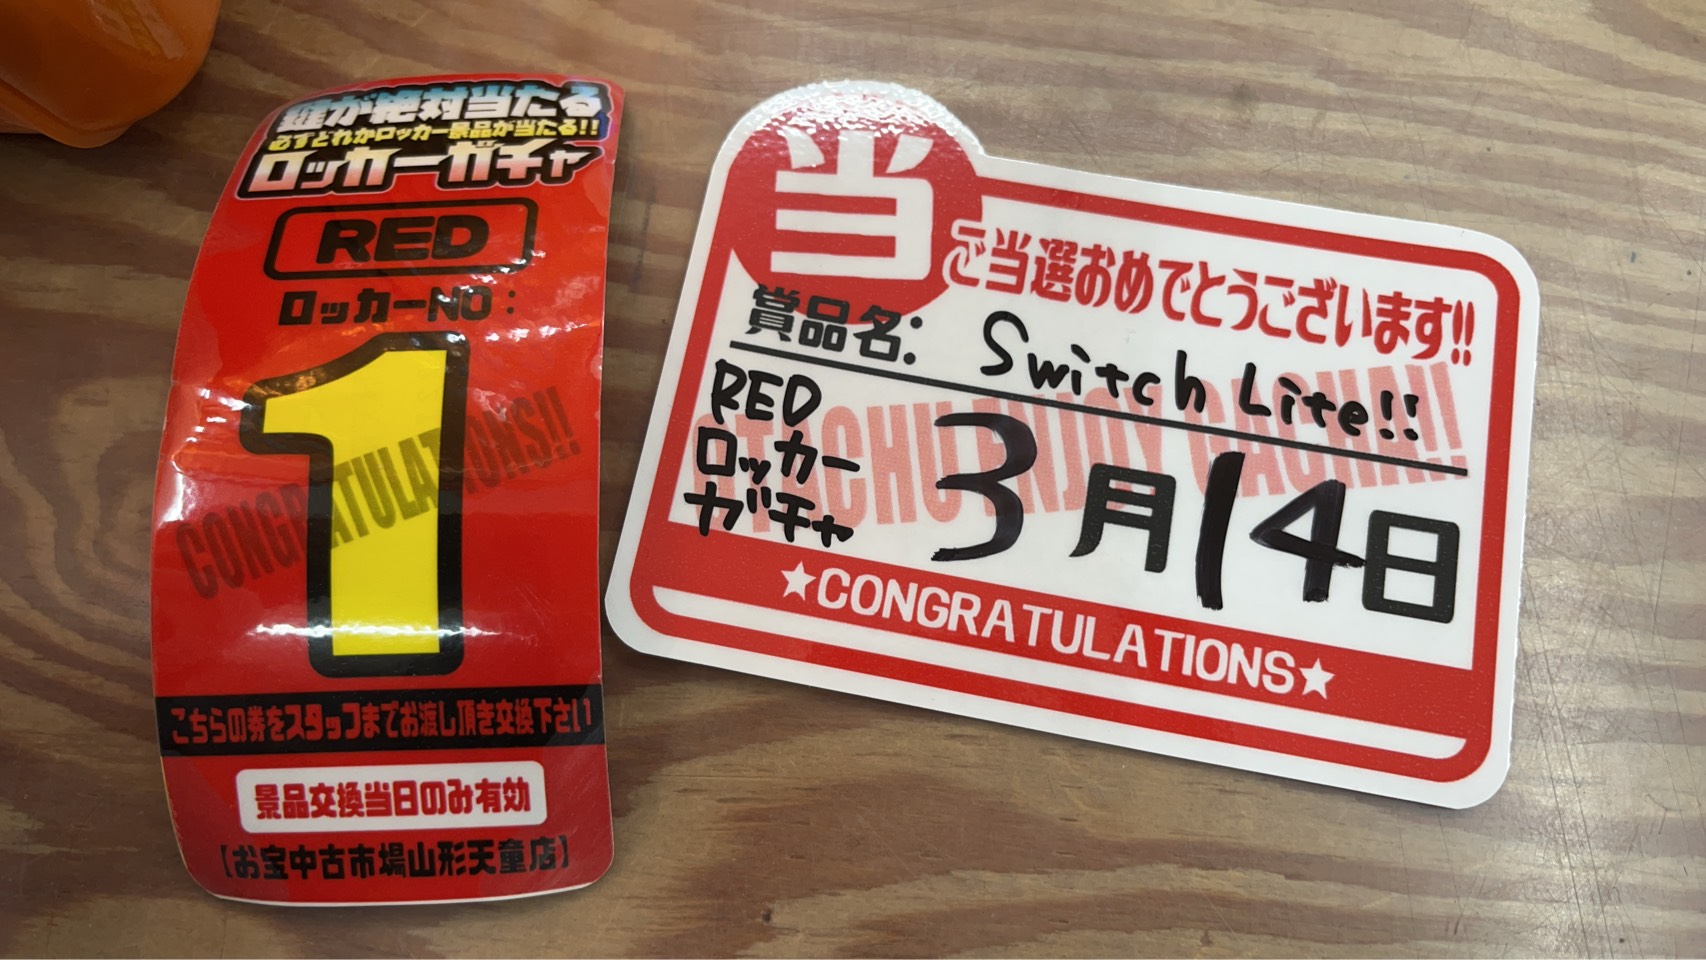 鍵が絶対当たる
必ずどれかロッカー景品が当たる!!
ロッカーガチャ
RED
ロッカーNO:
1
CONGRATULATIONS!!
こちらの券をスタッフまでお渡し頂き交換下さい
景品交換当日のみ有効
【お宝中古市場山形天童店】
当
ご当選おめでとうございます!!
賞品名: Switch Lite!!
RED
ロッカー
ガチャ
3月14日
ENJOY GACHA!!
★CONGRATULATIONS★